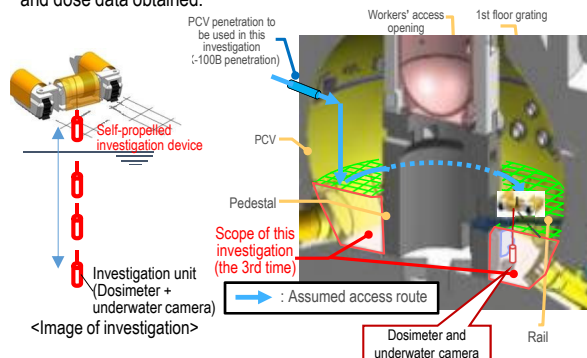 and dose data obtained.
PCV penetration to
be used in this
investigation
(X-100B penetration)
Workers' access
opening
1st floor grating
Self-propelled
investigation device
PCV
Pedestal
Scope of this
investigation
(the 3rd time)
Investigation unit
(Dosimeter +
underwater camera)
<Image of investigation>
: Assumed access route
Dosimeter and
underwater camera
Rail